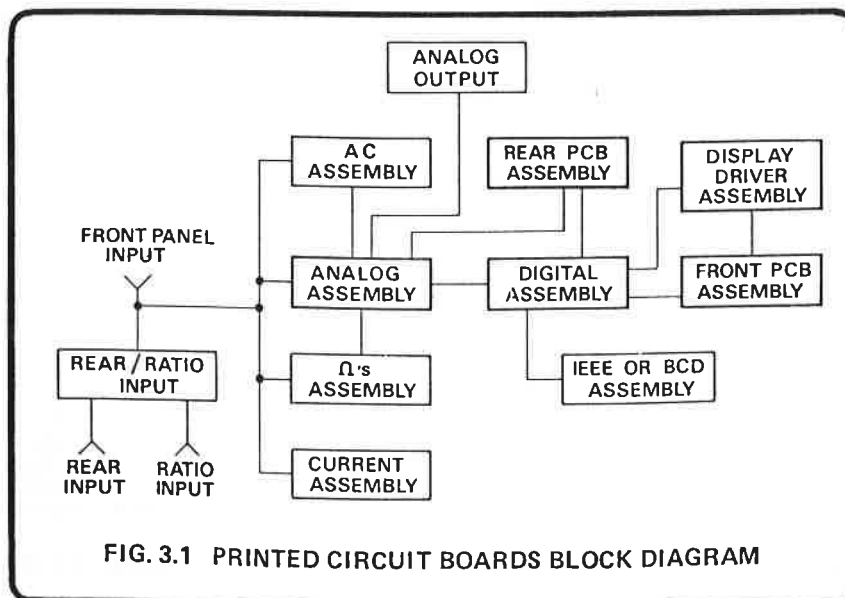 ANALOG
OUTPUT
AC
ASSEMBLY
REAR PCB
ASSEMBLY
DISPLAY
DRIVER
ASSEMBLY
FRONT PANEL
INPUT
ANALOG
ASSEMBLY
DIGITAL
ASSEMBLY
FRONT PCB
ASSEMBLY
REAR/RATIO
INPUT
Ω's
ASSEMBLY
IEEE OR BCD
ASSEMBLY
REAR
INPUT
RATIO
INPUT
CURRENT
ASSEMBLY
FIG. 3.1 PRINTED CIRCUIT BOARDS BLOCK DIAGRAM